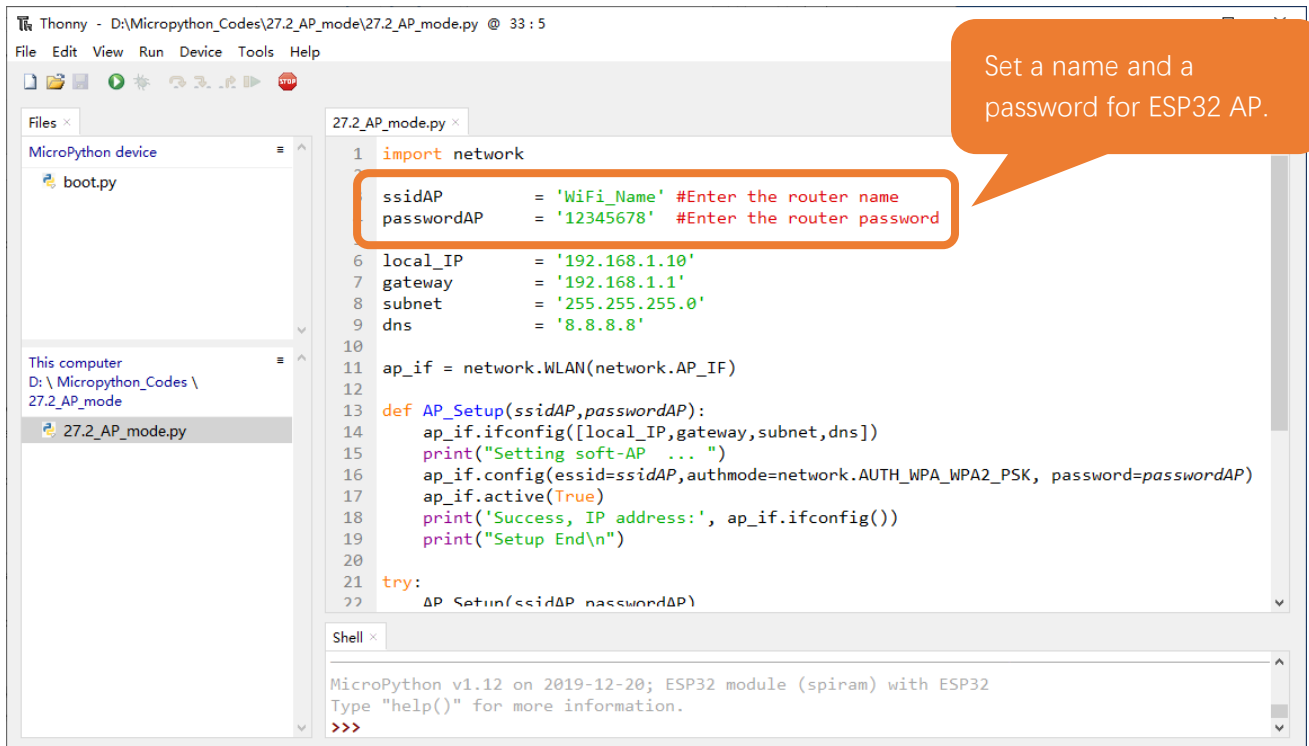 Thonny - D:\Micropython_Codes\27.2_AP_mode\27.2_AP_mode.py @ 33:5
File Edit View Run Device Tools Help
STOP
Set a name and a
password for ESP32 AP.
Files
MicroPython device
boot.py
This computer
D: \ Micropython_Codes \
27.2_AP_mode
27.2_AP_mode.py
27.2_AP_mode.py
1 import network
ssidAP = 'WiFi_Name' #Enter the router name
passwordAP = '12345678' #Enter the router password
6 local_IP = '192.168.1.10'
7 gateway = '192.168.1.1'
8 subnet = '255.255.255.0'
9 dns = '8.8.8.8'
10
11 ap_if = network.WLAN(network.AP_IF)
12
13 def AP_Setup(ssidAP,passwordAP):
14 ap_if.ifconfig([local_IP,gateway,subnet,dns])
15 print("Setting soft-AP ... ")
16 ap_if.config(essid=ssidAP,authmode=network.AUTH_WPA_WPA2_PSK, password=passwordAP)
17 ap_if.active(True)
18 print('Success, IP address:', ap_if.ifconfig())
19 print("Setup End\n")
20
21 try:
22 AP_Setup(ssidAP,passwordAP)
Shell
MicroPython v1.12 on 2019-12-20; ESP32 module (spiram) with ESP32
Type "help()" for more information.
>>>